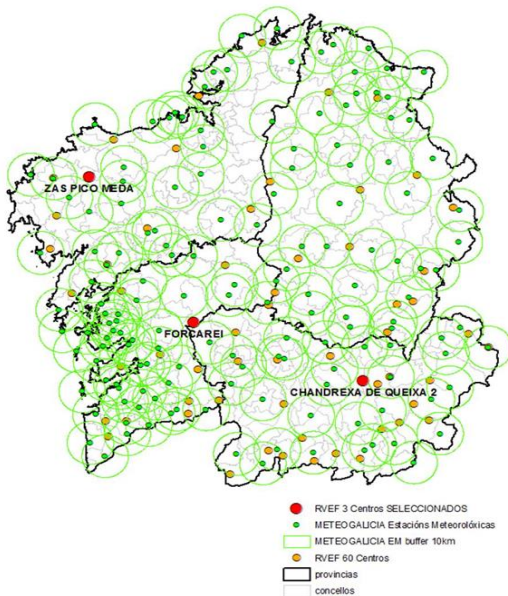 ZAS PICO MEDA
FORCAREI
CHANDREXA DE QUEIXA 2
RVEF 3 Centros SELECCIONADOS
METEOGALICIA Estacións Meteorolóxicas
METEOGALICIA EM buffer 10km
RVEF 60 Centros
provincias
concellos